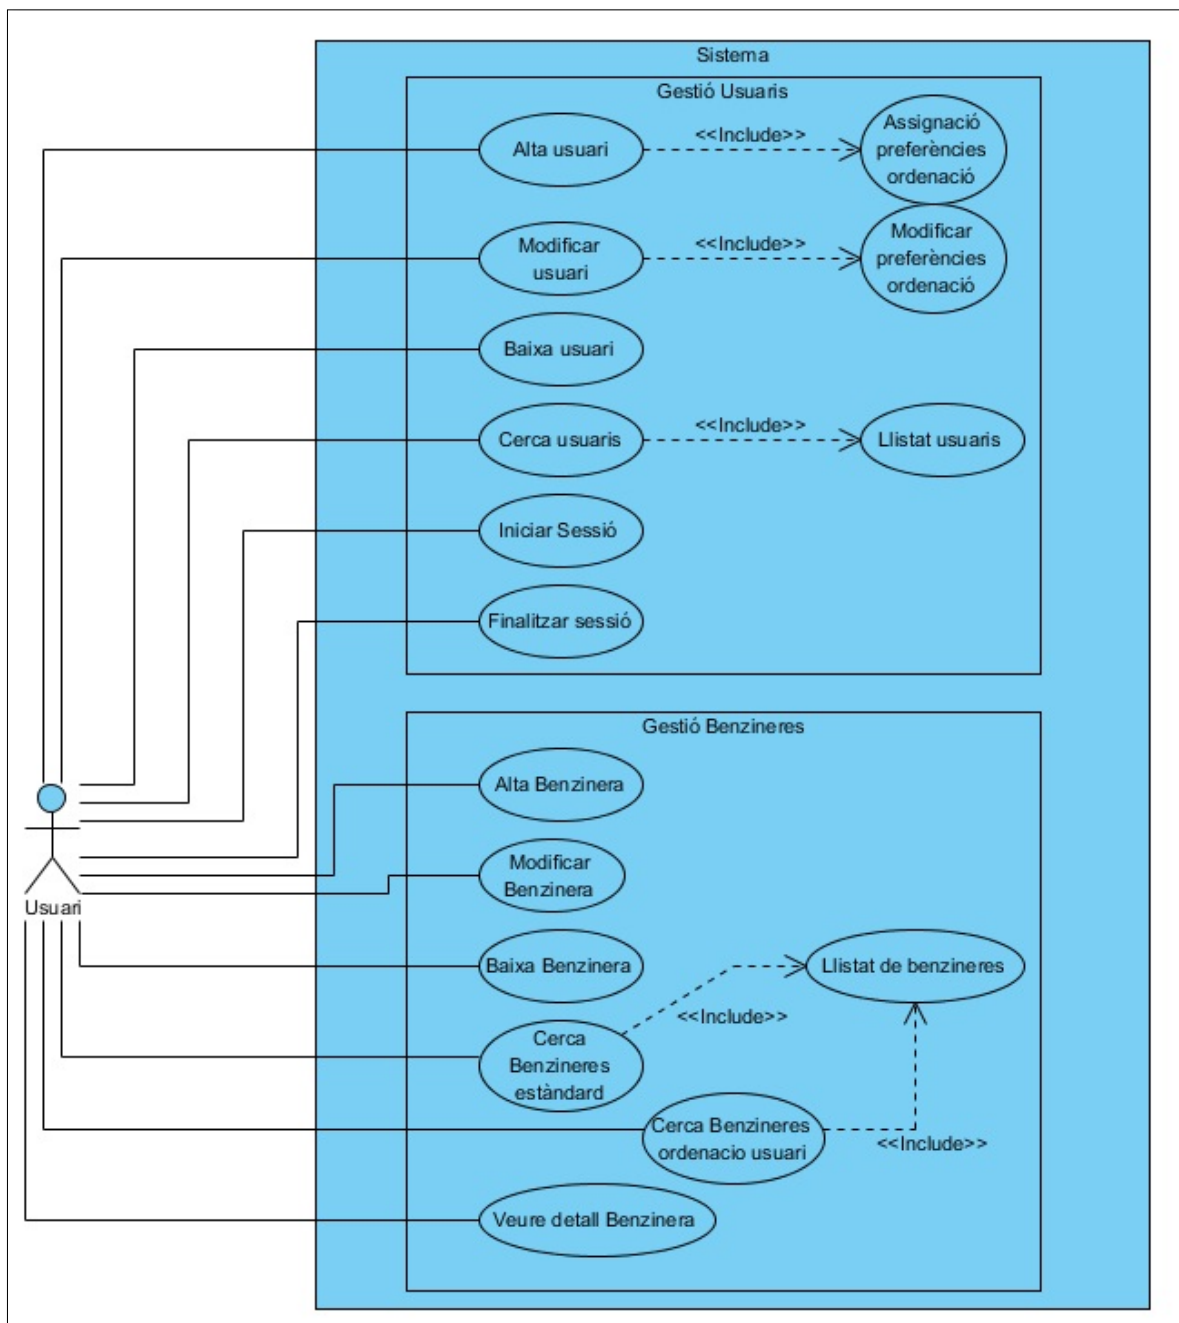 Sistema
Gestió Usuaris
Alta usuari
<<Include>>
Assignació
preferències
ordenació
Modificar
usuari
<<Include>>
Modificar
preferències
ordenació
Baixa usuari
Cerca usuaris
<<Include>>
Llistat usuaris
Iniciar Sessió
Finalitzar sessió
Gestió Benzineres
Alta Benzinera
Modificar
Benzinera
Usuari
Baixa Benzinera
Llistat de benzineres
<<Include>>
Cerca
Benzineres
estàndard
Cerca Benzineres
ordenacio usuari
<<Include>>
Veure detall Benzinera